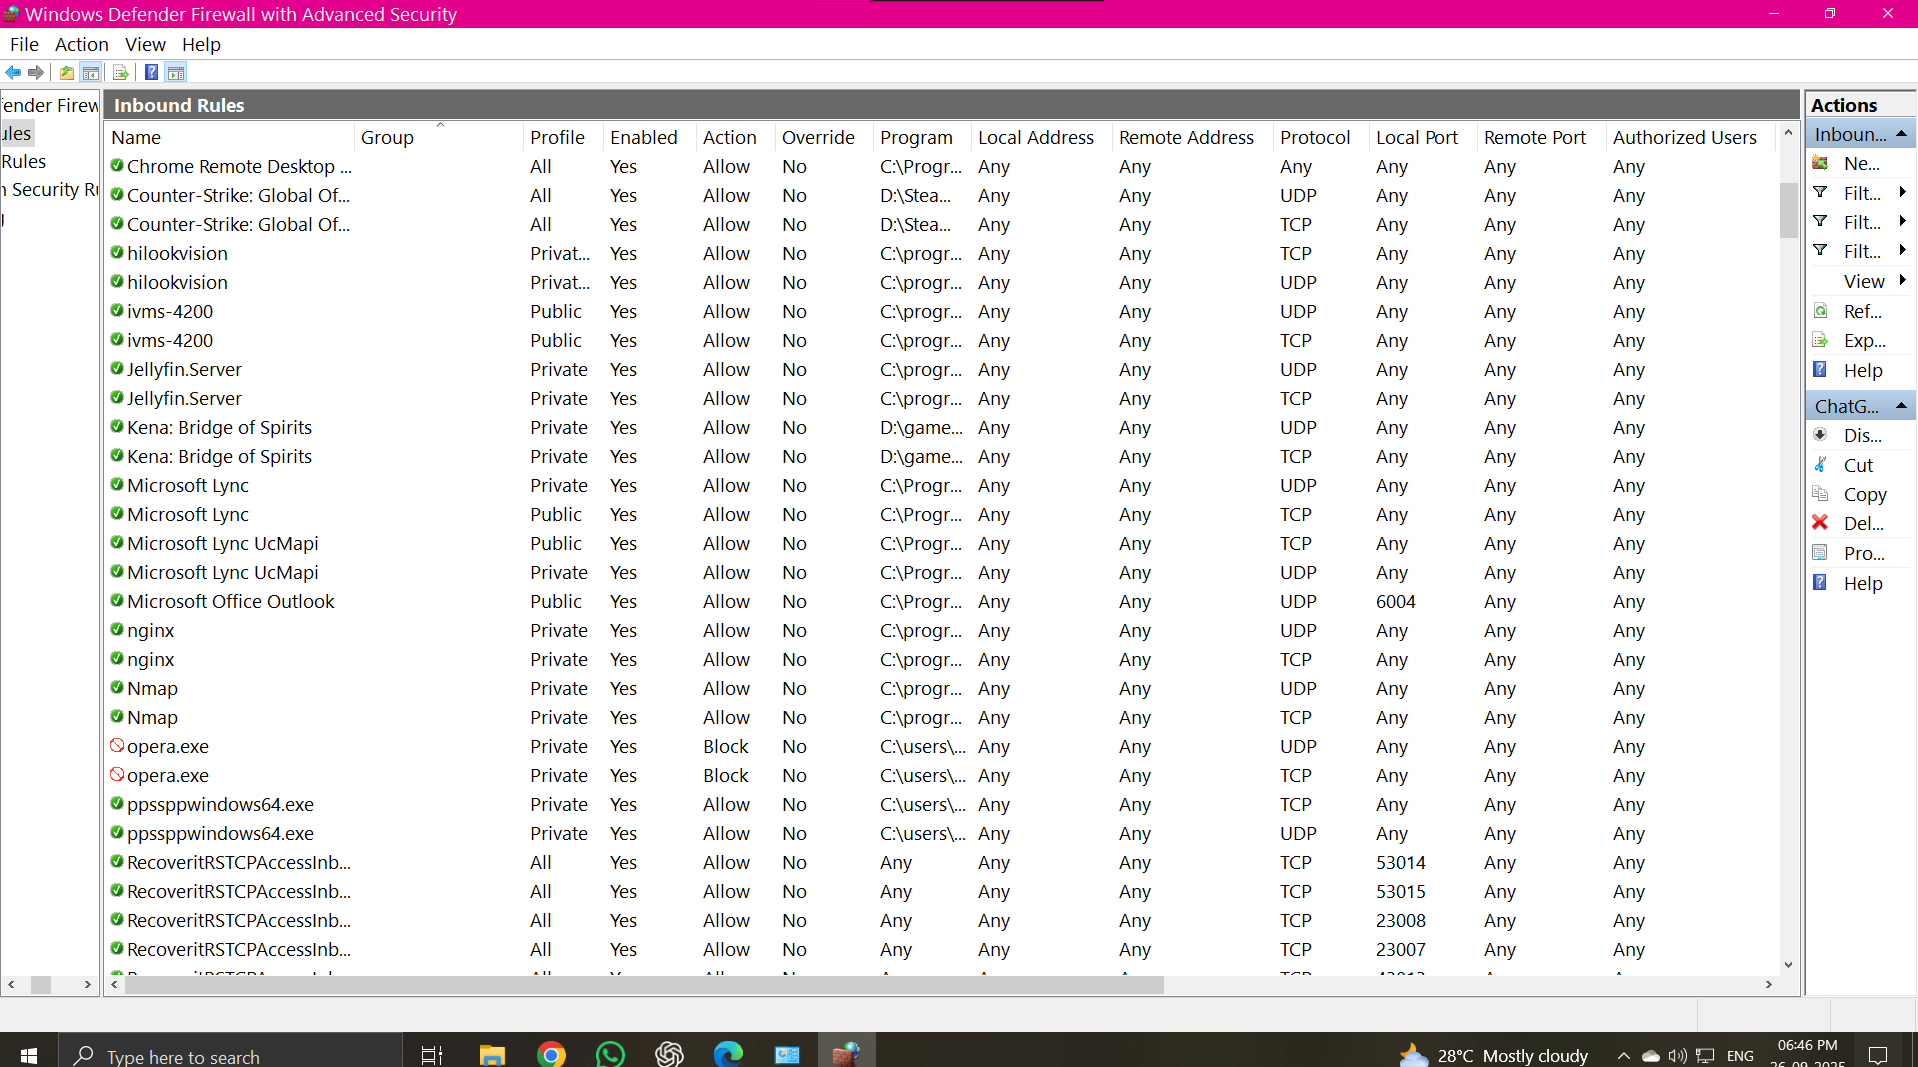 Windows Defender Firewall with Advanced Security
File Action View Help
ender Firew
ules
Rules
Security Ru
Inbound Rules
Name Group Profile Enabled Action Override Program Local Address Remote Address Protocol Local Port Remote Port Authorized Users
Chrome Remote Desktop ... All Yes Allow No C:\Progr... Any Any Any Any Any Any
Counter-Strike: Global Of... All Yes Allow No D:\Stea... Any Any UDP Any Any Any
Counter-Strike: Global Of... All Yes Allow No D:\Stea... Any Any TCP Any Any Any
hilookvision Privat... Yes Allow No C:\progr... Any Any TCP Any Any Any
hilookvision Privat... Yes Allow No C:\progr... Any Any UDP Any Any Any
ivms-4200 Public Yes Allow No C:\progr... Any Any UDP Any Any Any
ivms-4200 Public Yes Allow No C:\progr... Any Any TCP Any Any Any
Jellyfin.Server Private Yes Allow No C:\progr... Any Any UDP Any Any Any
Jellyfin.Server Private Yes Allow No C:\progr... Any Any TCP Any Any Any
Kena: Bridge of Spirits Private Yes Allow No D:\game... Any Any UDP Any Any Any
Kena: Bridge of Spirits Private Yes Allow No D:\game... Any Any TCP Any Any Any
Microsoft Lync Private Yes Allow No C:\Progr... Any Any UDP Any Any Any
Microsoft Lync Public Yes Allow No C:\Progr... Any Any TCP Any Any Any
Microsoft Lync UcMapi Public Yes Allow No C:\Progr... Any Any TCP Any Any Any
Microsoft Lync UcMapi Private Yes Allow No C:\Progr... Any Any UDP Any Any Any
Microsoft Office Outlook Public Yes Allow No C:\Progr... Any Any UDP 6004 Any Any
nginx Private Yes Allow No C:\progr... Any Any UDP Any Any Any
nginx Private Yes Allow No C:\progr... Any Any TCP Any Any Any
Nmap Private Yes Allow No C:\progr... Any Any UDP Any Any Any
Nmap Private Yes Allow No C:\progr... Any Any TCP Any Any Any
opera.exe Private Yes Block No C:\users\... Any Any UDP Any Any Any
opera.exe Private Yes Block No C:\users\... Any Any TCP Any Any Any
ppssppwindows64.exe Private Yes Allow No C:\users\... Any Any TCP Any Any Any
ppssppwindows64.exe Private Yes Allow No C:\users\... Any Any UDP Any Any Any
RecoveritRSTCPAccessInb... All Yes Allow No Any Any Any TCP 53014 Any Any
RecoveritRSTCPAccessInb... All Yes Allow No Any Any Any TCP 53015 Any Any
RecoveritRSTCPAccessInb... All Yes Allow No Any Any Any TCP 23008 Any Any
RecoveritRSTCPAccessInb... All Yes Allow No Any Any Any TCP 23007 Any Any
Actions
Inboun...
Ne...
Filt...
Filt...
Filt...
View
Ref...
Exp...
Help
ChatG...
Dis...
Cut
Copy
Del...
Pro...
Help
Type here to search
28°C Mostly cloudy
ENG
06:46 PM
26-09-2025